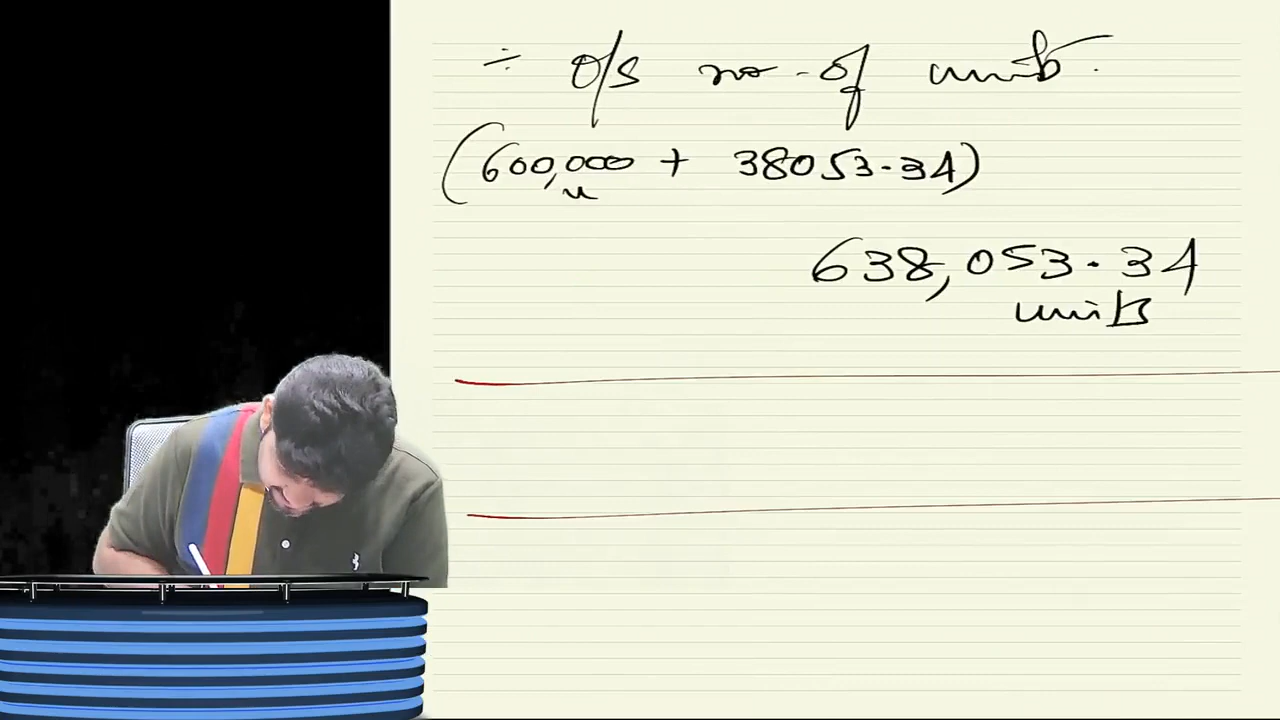 ÷ o/s no. of units.
(600,000 + 38053.34)
u
638,053.34
units